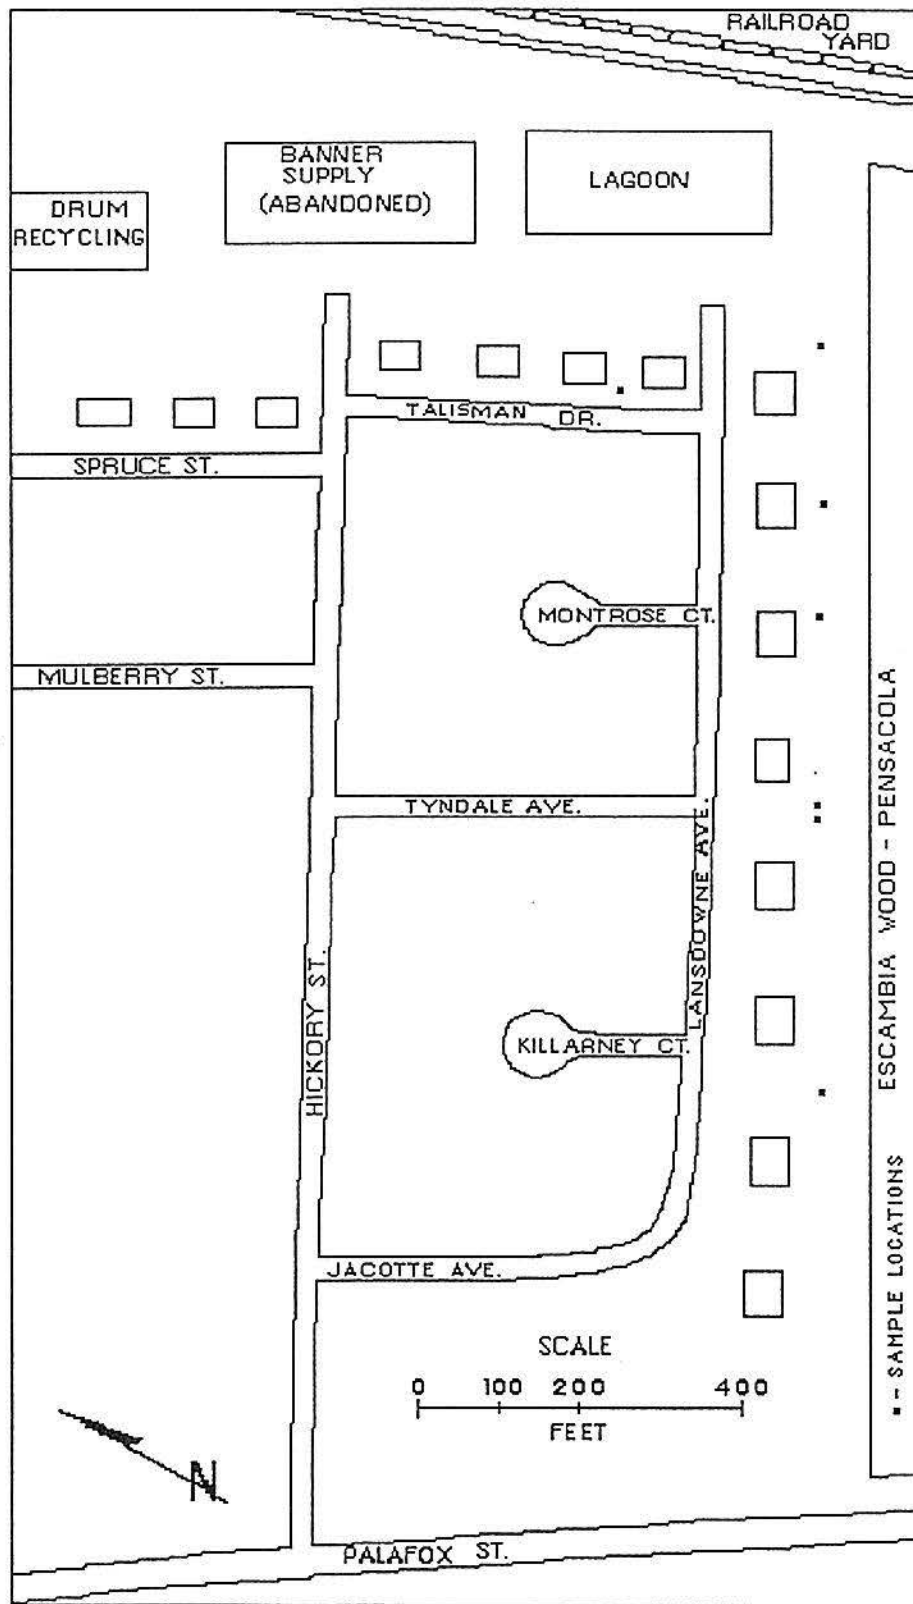 RAILROAD
YARD
BANNER
SUPPLY
(ABANDONED)
LAGOON
DRUM
RECYCLING
TALISMAN DR.
SPRUCE ST.
MONTROSE CT.
MULBERRY ST.
TYNDALE AVE.
LANSDOWNE AVE.
ESCAMBIA WOOD - PENSACOLA
HICKORY ST.
KILLARNEY CT.
JACOTTE AVE.
▪ - SAMPLE LOCATIONS
SCALE
0 100 200 400
FEET
N
PALAFOX ST.